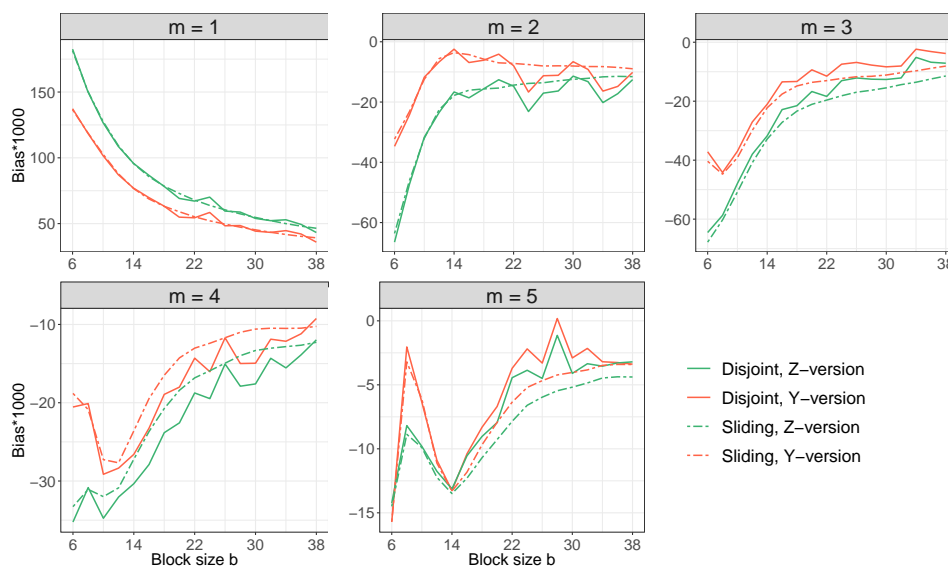 m = 1
m = 2
m = 3
Bias*1000
150
100
50
6 14 22 30 38
0
−20
−40
−60
6 14 22 30 38
0
−20
−40
−60
6 14 22 30 38
m = 4
m = 5
Bias*1000
−10
−20
−30
6 14 22 30 38
Block size b
0
−5
−10
−15
6 14 22 30 38
Block size b
Disjoint, Z−version
Disjoint, Y−version
Sliding, Z−version
Sliding, Y−version